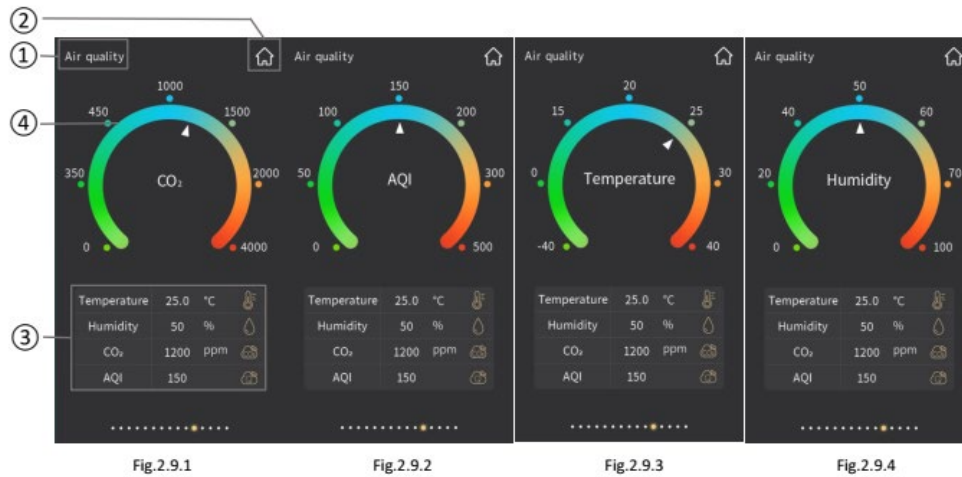 ②
①
④
③
Air quality
1000
450
1500
350
2000
CO₂
0
4000
Temperature 25.0 °C
Humidity 50 %
CO₂ 1200 ppm
AQI 150
Fig.2.9.1
Air quality
150
100
200
50
300
AQI
0
500
Temperature 25.0 °C
Humidity 50 %
CO₂ 1200 ppm
AQI 150
Fig.2.9.2
Air quality
20
15
25
0
30
Temperature
-40
40
Temperature 25.0 °C
Humidity 50 %
CO₂ 1200 ppm
AQI 150
Fig.2.9.3
Air quality
50
40
60
20
70
Humidity
0
100
Temperature 25.0 °C
Humidity 50 %
CO₂ 1200 ppm
AQI 150
Fig.2.9.4